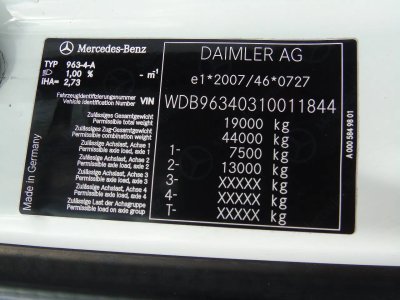 Mercedes-Benz
DAIMLER AG
TYP 963-4-A
1,00 % - m⁻¹
iHA= 2,73
e1*2007/46*0727
Fahrzeugidentifizierungsnummer
Vehicle Identification Number VIN WDB96340310011844
Zulässiges Gesamtgewicht
Permissible total weight 19000 kg
Zulässiges Zug-Gesamtgewicht
Permissible combination weight 44000 kg
Zulässige Achslast, Achse 1
Permissible axle load, axle 1 1- 7500 kg
Zulässige Achslast, Achse 2
Permissible axle load, axle 2 2- 13000 kg
Zulässige Achslast, Achse 3
Permissible axle load, axle 3 3- XXXXX kg
Zulässige Achslast, Achse 4
Permissible axle load, axle 4 4- XXXXX kg
Zulässige Last der Achsgruppe
Permissible load on axle group T- XXXXX kg
Made in Germany
A 000 584 98 01